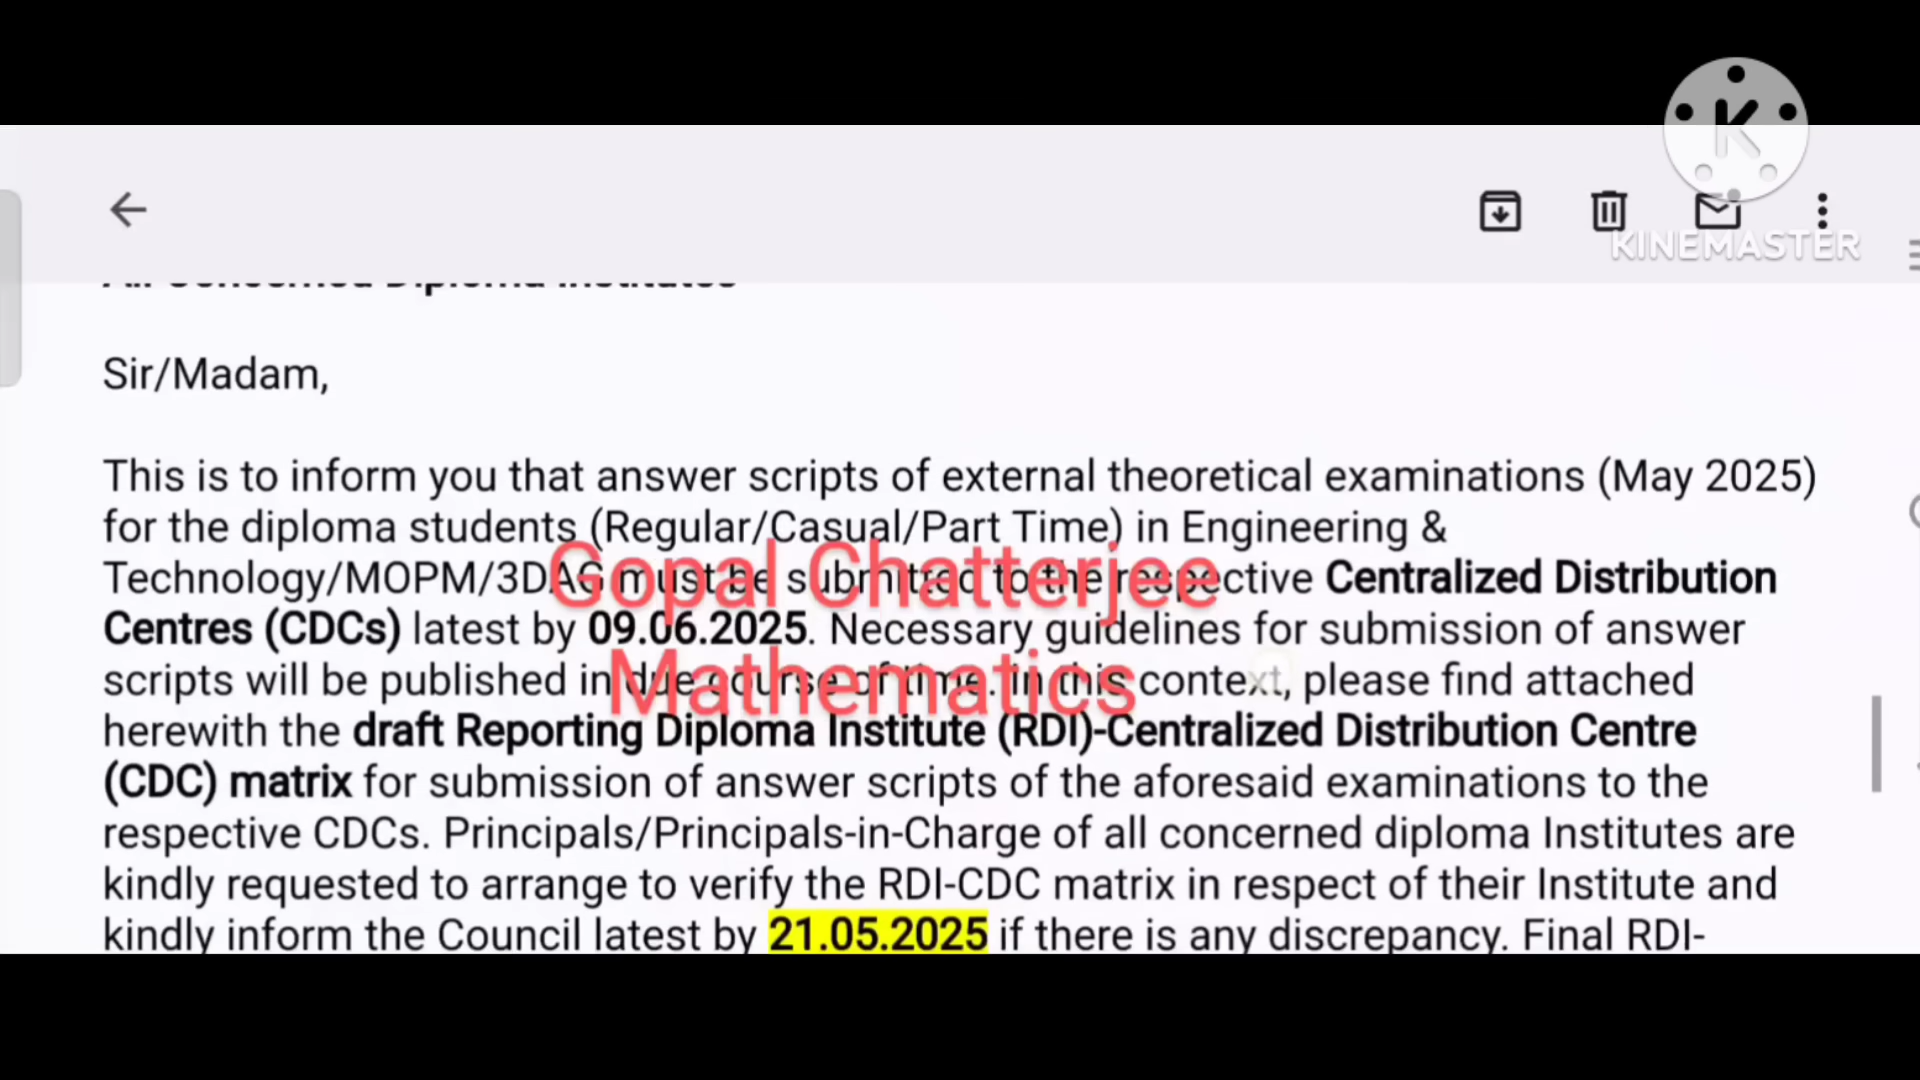 K
KINEMASTER
All Concerned Diploma Institutes
Sir/Madam,
This is to inform you that answer scripts of external theoretical examinations (May 2025)
for the diploma students (Regular/Casual/Part Time) in Engineering &
Technology/MOPM/3DAG must be submitted to the respective Centralized Distribution
Centres (CDCs) latest by 09.06.2025. Necessary guidelines for submission of answer
scripts will be published in due course of time. In this context, please find attached
herewith the draft Reporting Diploma Institute (RDI)-Centralized Distribution Centre
(CDC) matrix for submission of answer scripts of the aforesaid examinations to the
respective CDCs. Principals/Principals-in-Charge of all concerned diploma Institutes are
kindly requested to arrange to verify the RDI-CDC matrix in respect of their Institute and
kindly inform the Council latest by 21.05.2025 if there is any discrepancy. Final RDI-
Gopal Chatterjee
Mathematics